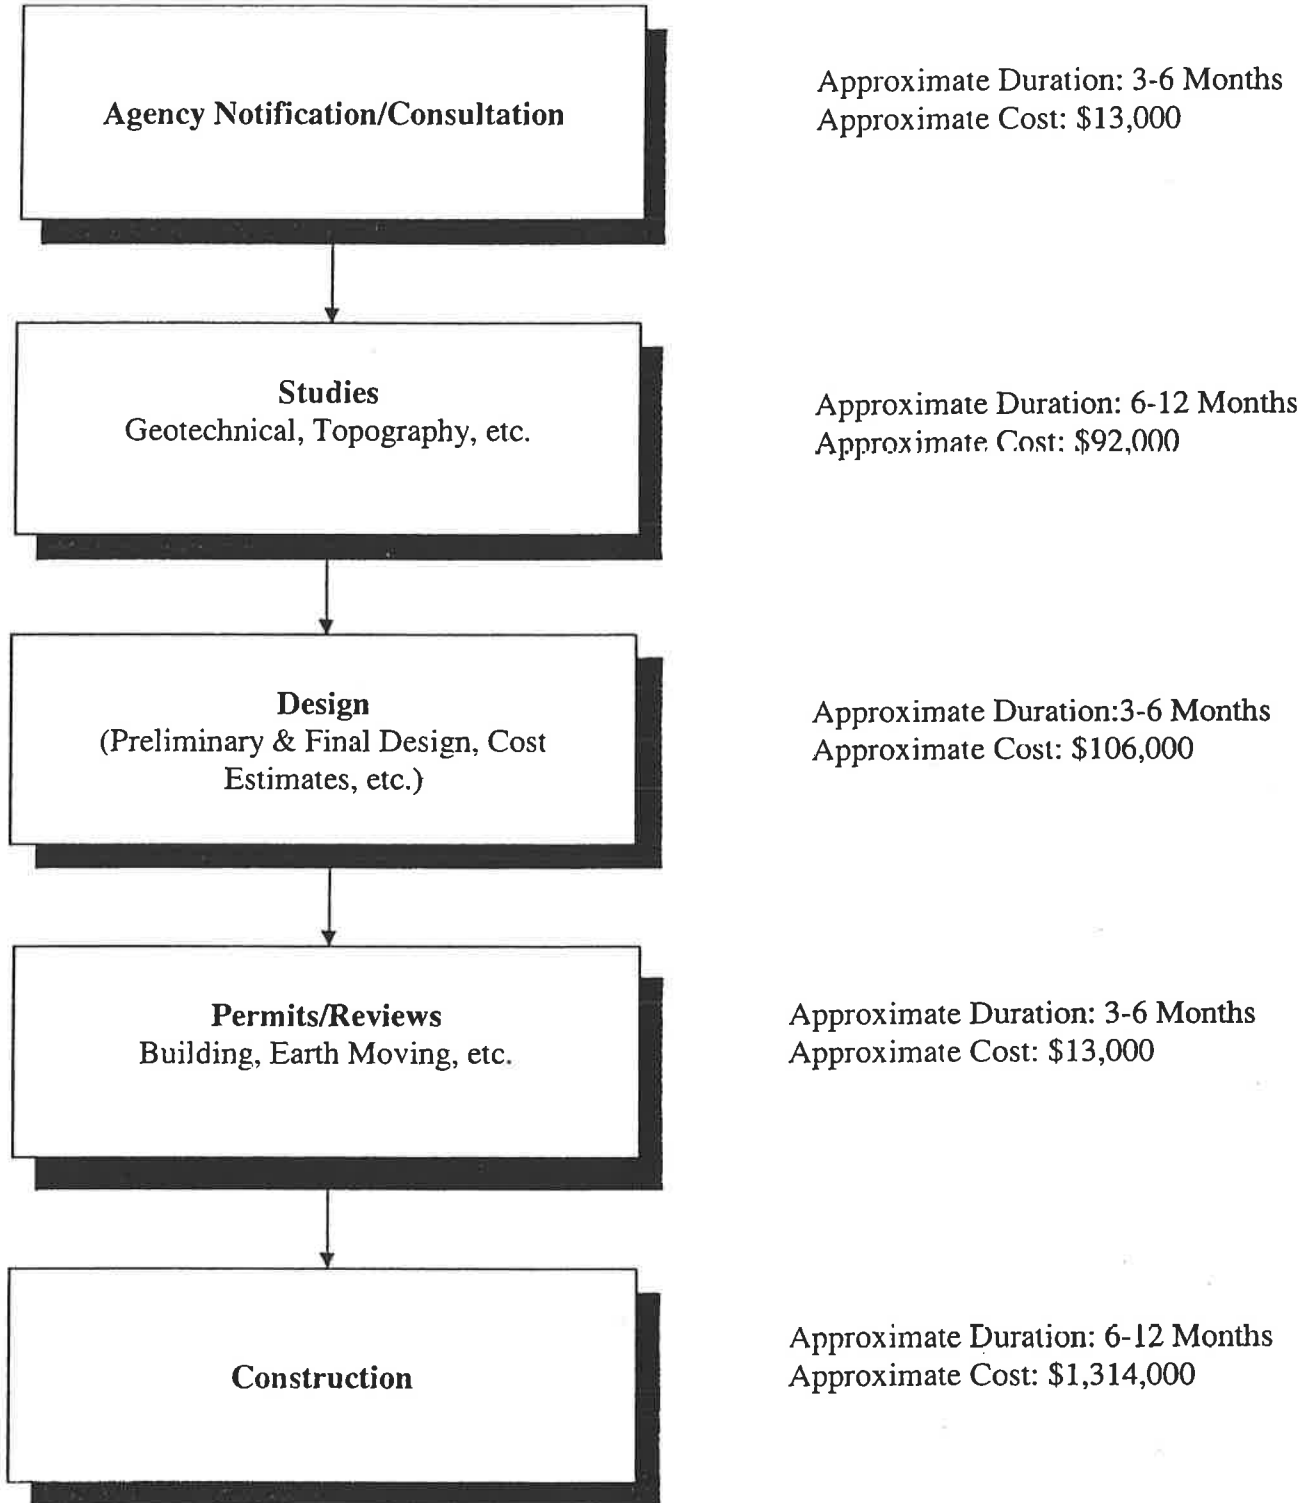 Agency Notification/Consultation
Approximate Duration: 3-6 Months
Approximate Cost: $13,000
Studies
Geotechnical, Topography, etc.
Approximate Duration: 6-12 Months
Approximate Cost: $92,000
Design
(Preliminary & Final Design, Cost
Estimates, etc.)
Approximate Duration:3-6 Months
Approximate Cost: $106,000
Permits/Reviews
Building, Earth Moving, etc.
Approximate Duration: 3-6 Months
Approximate Cost: $13,000
Construction
Approximate Duration: 6-12 Months
Approximate Cost: $1,314,000